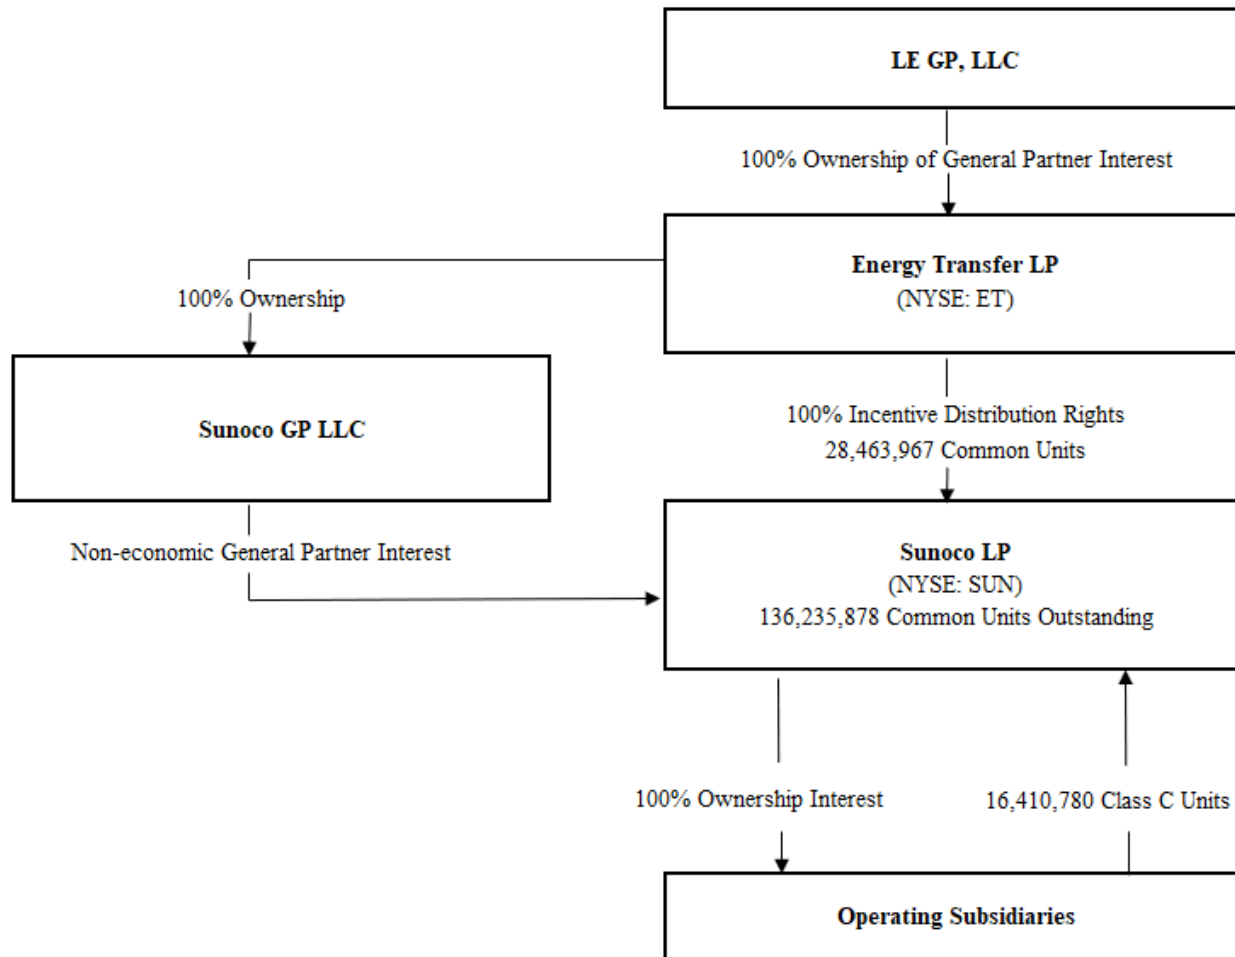 LE GP, LLC
100% Ownership of General Partner Interest
Energy Transfer LP
(NYSE: ET)
100% Ownership
Sunoco GP LLC
100% Incentive Distribution Rights
28,463,967 Common Units
Non-economic General Partner Interest
Sunoco LP
(NYSE: SUN)
136,235,878 Common Units Outstanding
100% Ownership Interest
16,410,780 Class C Units
Operating Subsidiaries